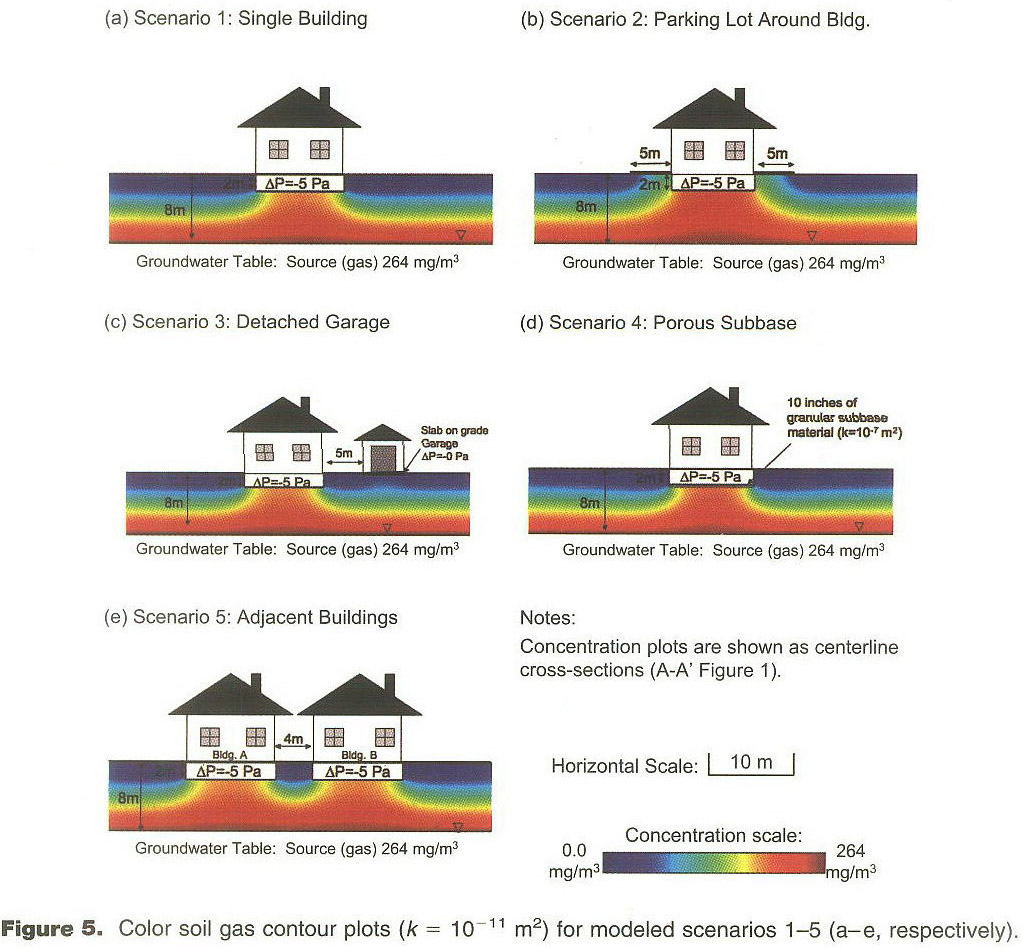 (a) Scenario 1: Single Building
(b) Scenario 2: Parking Lot Around Bldg.
2m
ΔP=-5 Pa
8m
Groundwater Table: Source (gas) 264 mg/m³
5m
5m
2m
ΔP=-5 Pa
8m
Groundwater Table: Source (gas) 264 mg/m³
(c) Scenario 3: Detached Garage
(d) Scenario 4: Porous Subbase
Slab on grade
Garage
ΔP=-0 Pa
5m
2m
ΔP=-5 Pa
8m
Groundwater Table: Source (gas) 264 mg/m³
10 inches of
granular subbase
material (k=10⁻⁷ m²)
2m
ΔP=-5 Pa
8m
Groundwater Table: Source (gas) 264 mg/m³
(e) Scenario 5: Adjacent Buildings
4m
Bldg. A
Bldg. B
2m
ΔP=-5 Pa
ΔP=-5 Pa
8m
Groundwater Table: Source (gas) 264 mg/m³
Notes:
Concentration plots are shown as centerline
cross-sections (A-A' Figure 1).
Horizontal Scale: 10 m
Concentration scale:
0.0
mg/m³
264
mg/m³
Figure 5. Color soil gas contour plots (k = 10⁻¹¹ m²) for modeled scenarios 1–5 (a–e, respectively).